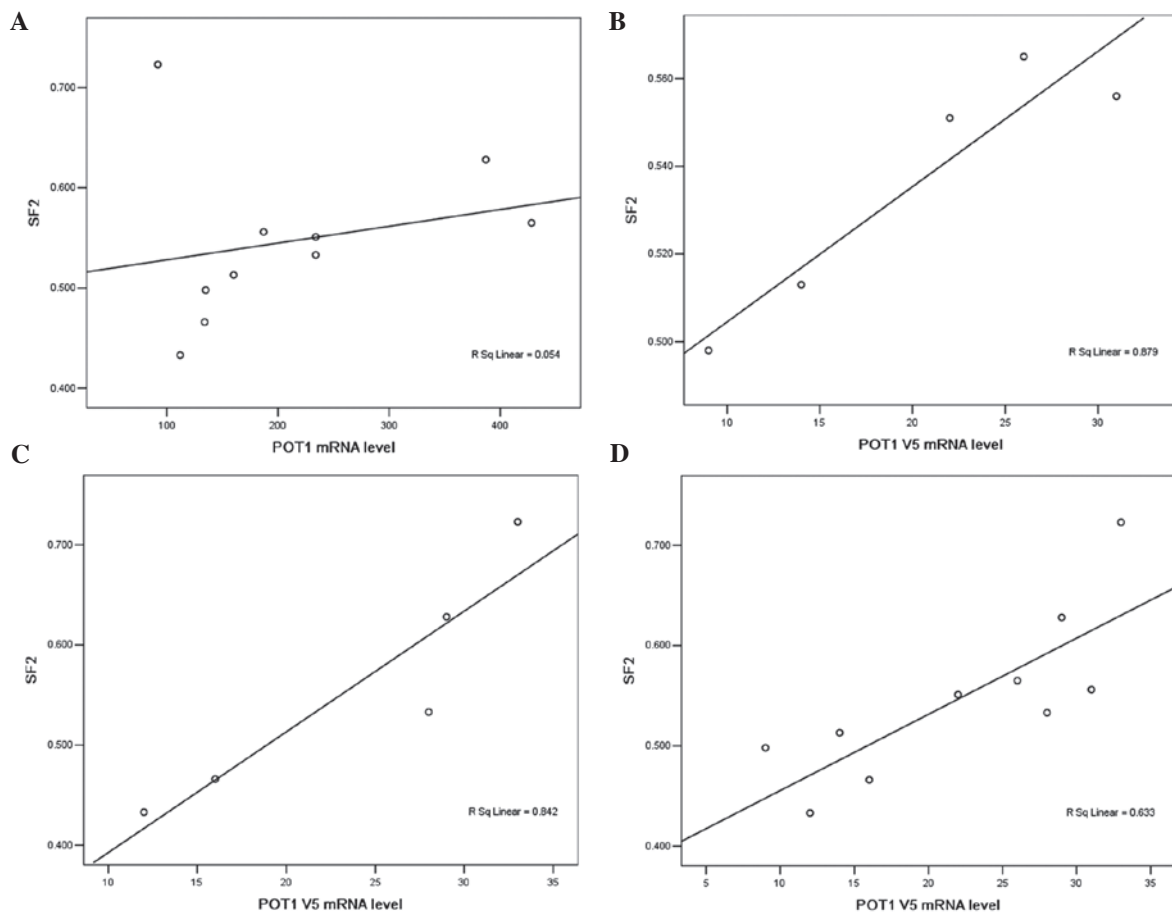 A
0.700
0.600
0.500
0.400
SF2
100 200 300 400
POT1 mRNA level
R Sq Linear = 0.054
B
0.560
0.540
0.520
0.500
SF2
10 15 20 25 30
POT1 V5 mRNA level
R Sq Linear = 0.879
C
0.700
0.600
0.500
0.400
SF2
10 15 20 25 30 35
POT1 V5 mRNA level
R Sq Linear = 0.842
D
0.700
0.600
0.500
0.400
SF2
5 10 15 20 25 30 35
POT1 V5 mRNA level
R Sq Linear = 0.633